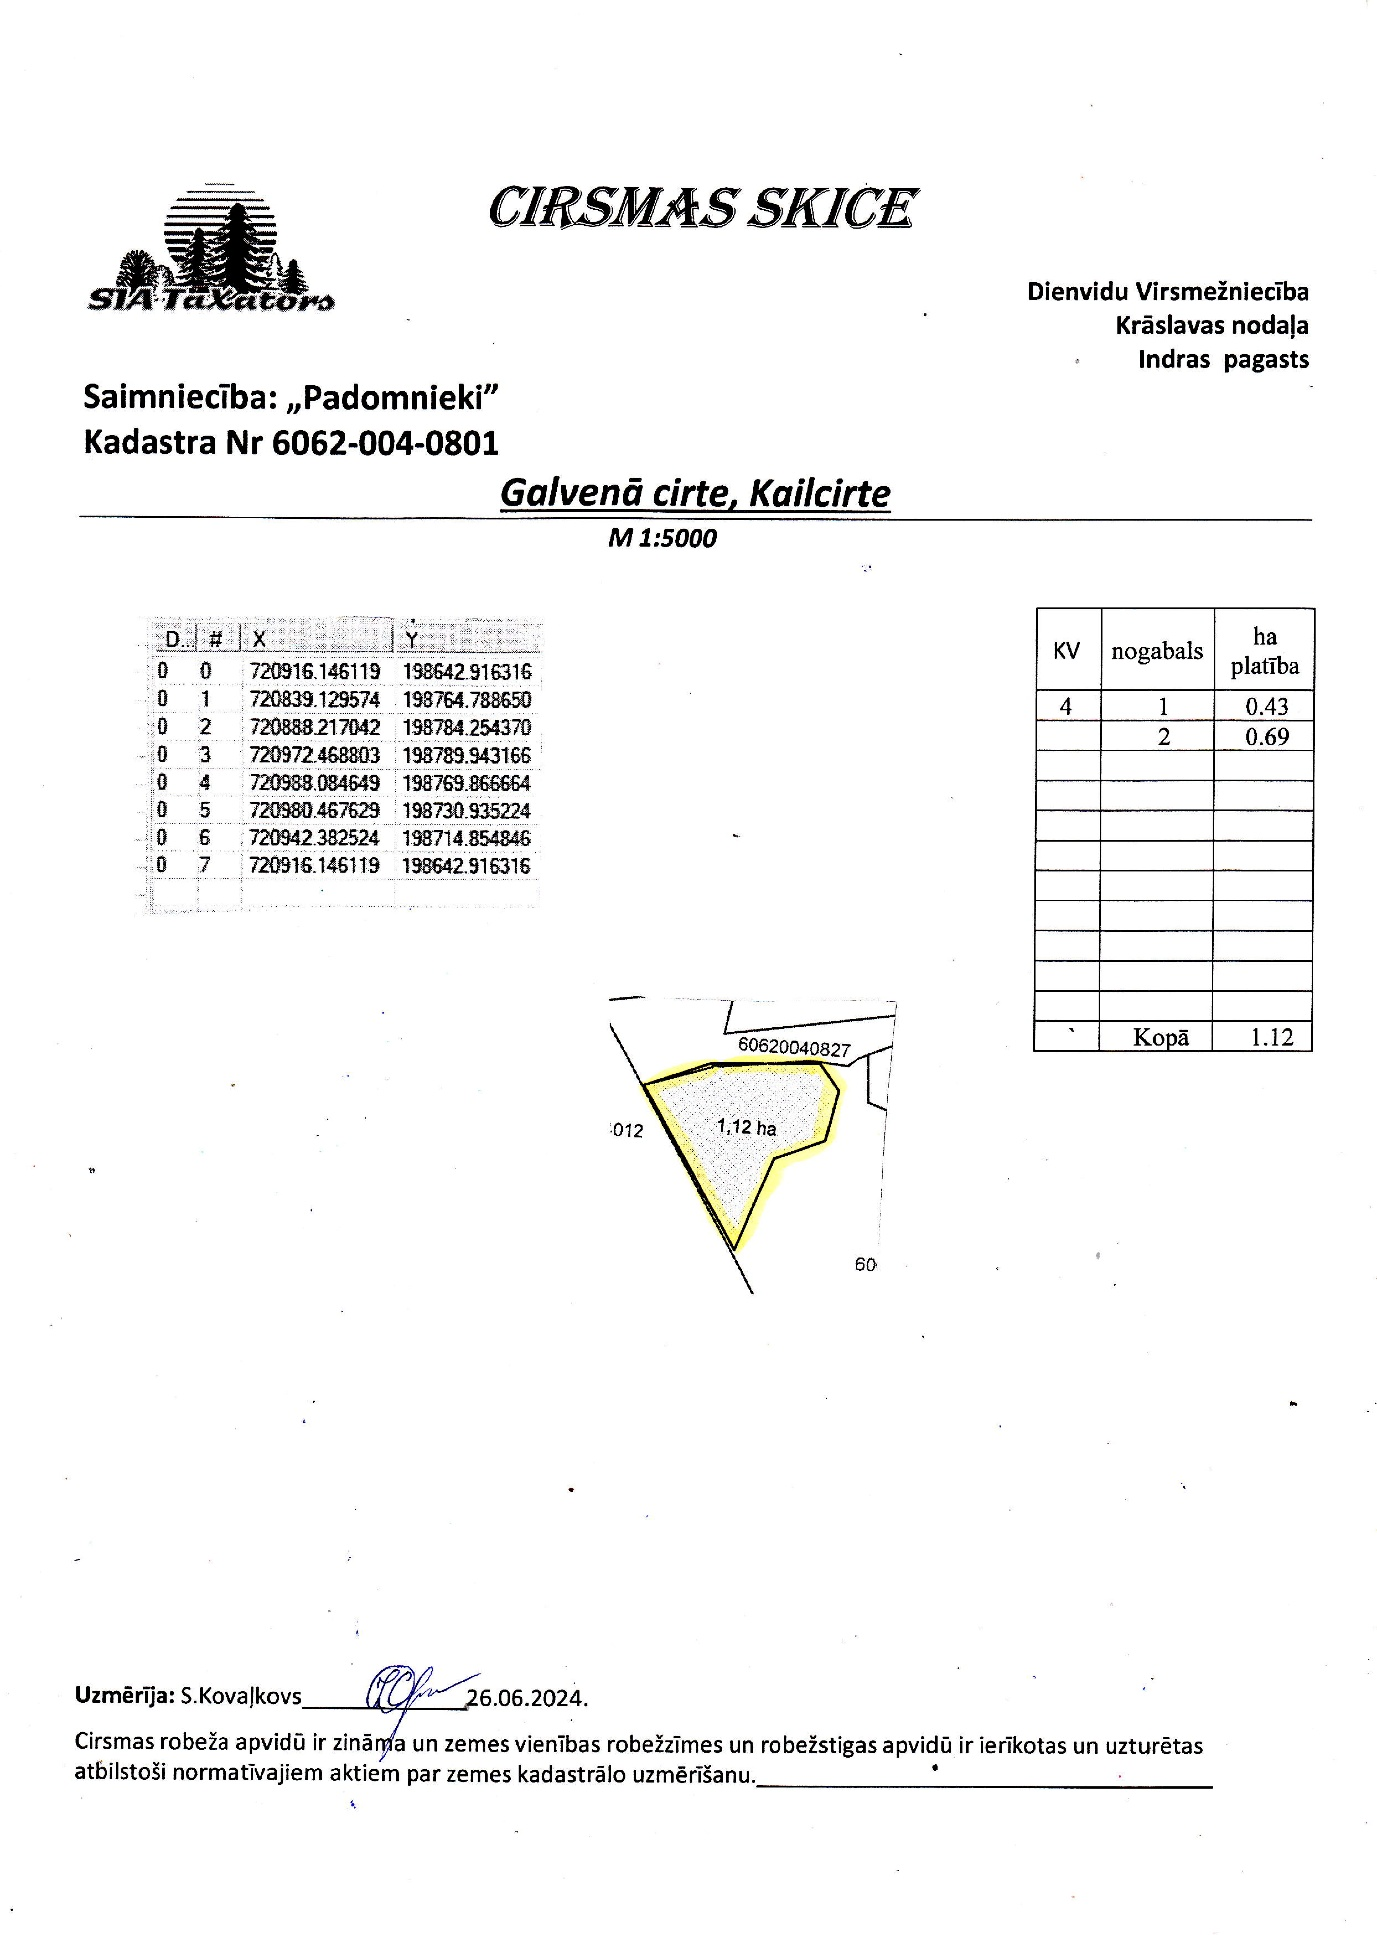 CIRSMAS SKICE
SIA TaXators
Dienvidu Virsmežniecība
Krāslavas nodaļa
Indras pagasts
Saimniecība: „Padomnieki”
Kadastra Nr 6062-004-0801
Galvenā cirte, Kailcirte
M 1:5000
D... # X Y
0 0 720916.146119 198642.916316
0 1 720839.129574 198764.788650
0 2 720888.217042 198784.254370
0 3 720972.468803 198789.943166
0 4 720988.084649 198769.866664
0 5 720980.467629 198730.935224
0 6 720942.382524 198714.854846
0 7 720916.146119 198642.916316
KV nogabals ha platība
4 1 0.43
2 0.69
Kopā 1.12
60620040827
1,12 ha
012
60
Uzmērīja: S.Kovaļkovs 26.06.2024.
Cirsmas robeža apvidū ir zināma un zemes vienības robežzīmes un robežstigas apvidū ir ierīkotas un uzturētas
atbilstoši normatīvajiem aktiem par zemes kadastrālo uzmērīšanu.